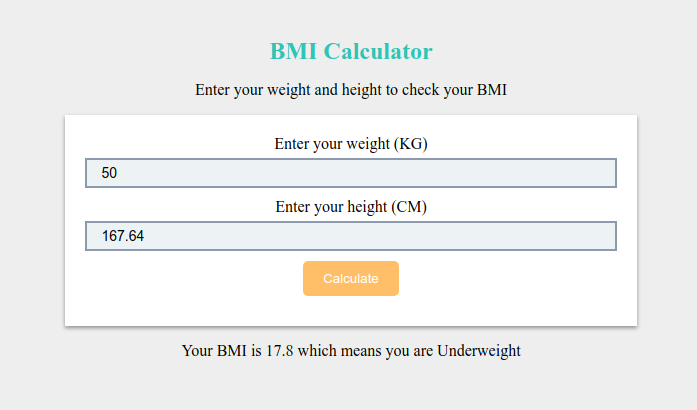 BMI Calculator
Enter your weight and height to check your BMI
Enter your weight (KG)
50
Enter your height (CM)
167.64
Calculate
Your BMI is 17.8 which means you are Underweight